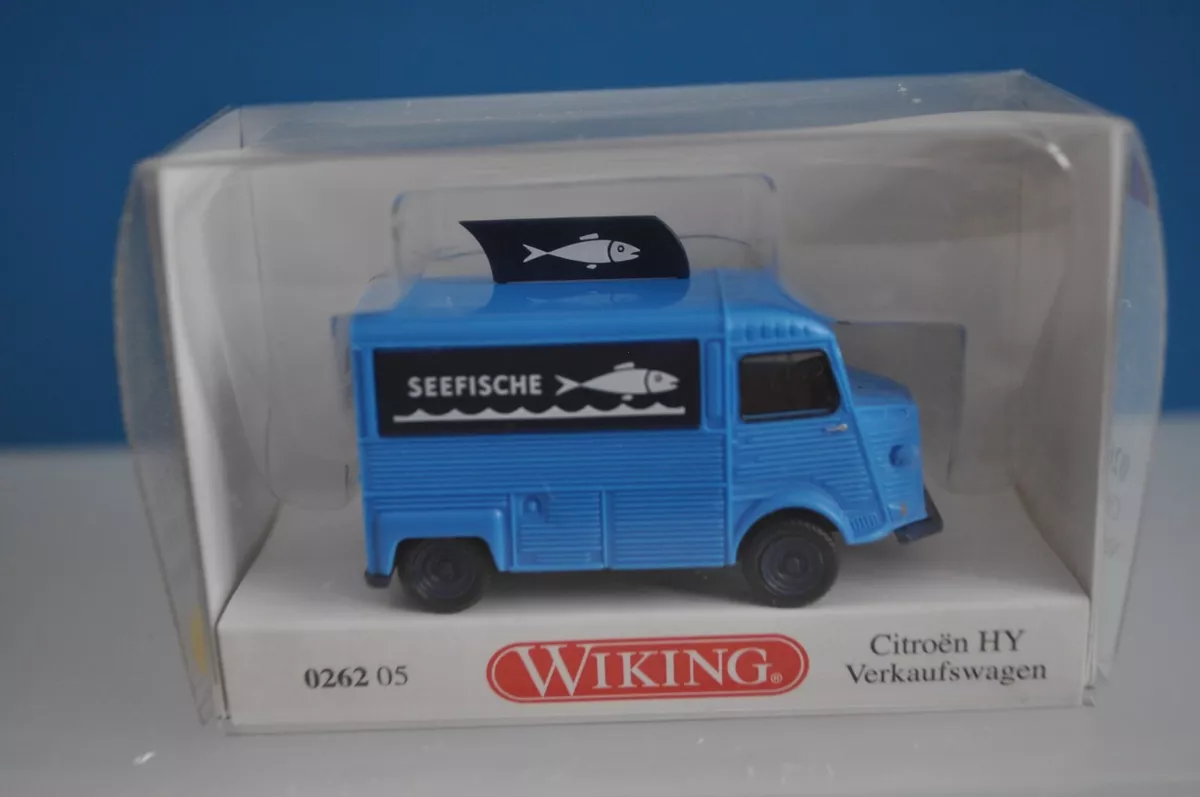 SEEFISCHE
0262 05
WIKING®
Citroën HY
Verkaufswagen